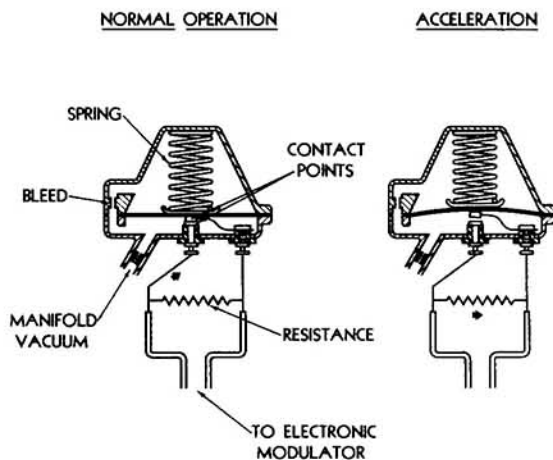 NORMAL OPERATION
ACCELERATION
SPRING
CONTACT
POINTS
BLEED
MANIFOLD
VACUUM
RESISTANCE
TO ELECTRONIC
MODULATOR